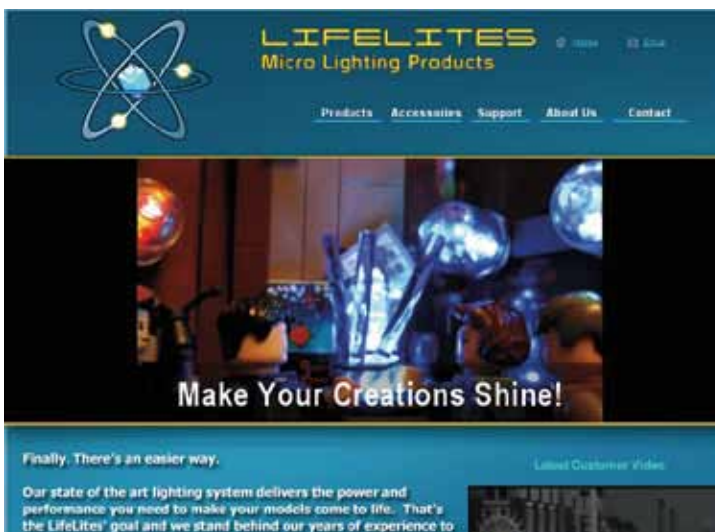 LIFELITES
Micro Lighting Products
Home Email
Products Accessories Support About Us Contact
Make Your Creations Shine!
Finally. There's an easier way.
Latest Customer Video
Our state of the art lighting system delivers the power and
performance you need to make your models come to life. That's
the LifeLites' goal and we stand behind our years of experience to